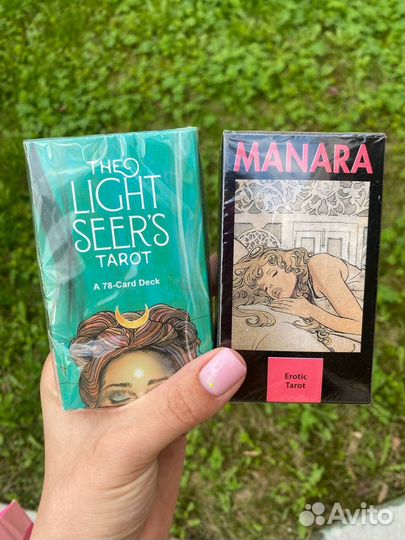 THE
LIGHT
SEER'S
TAROT
A 78-Card Deck
MANARA
Erotic
Tarot
Avito